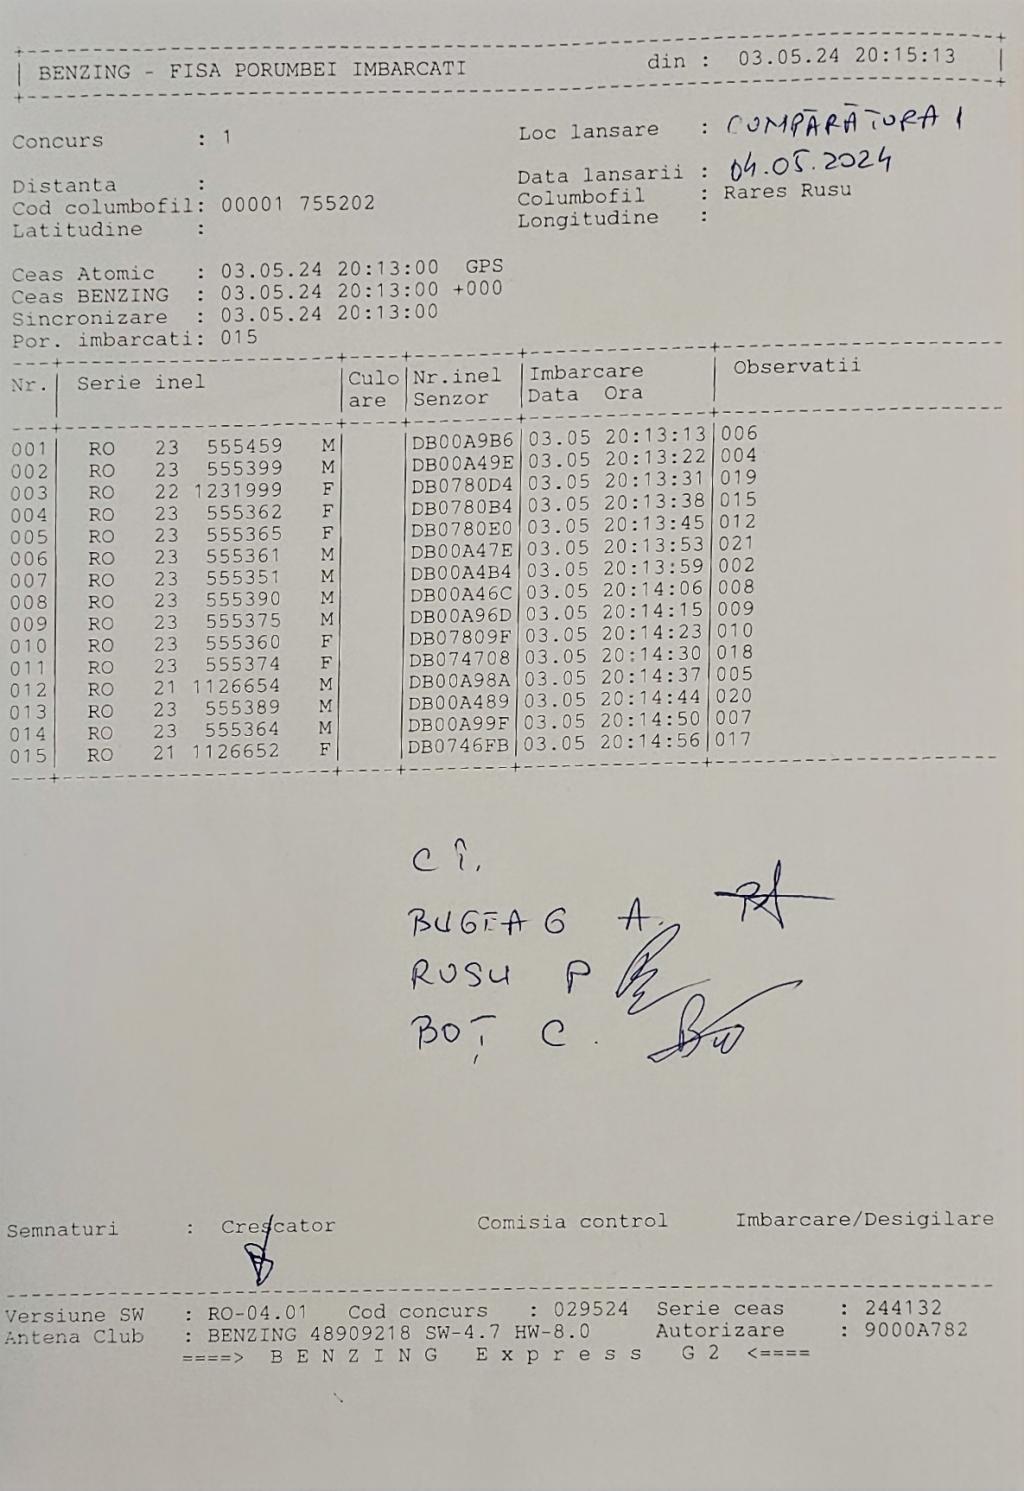 BENZING - FISA PORUMBEI IMBARCATI din : 03.05.24 20:15:13
Concurs : 1 Loc lansare : CUMPĂRĂTURA 1
Distanta : Data lansarii : 04.05.2024
Cod columbofil: 00001 755202 Columbofil : Rares Rusu
Latitudine : Longitudine :
Ceas Atomic : 03.05.24 20:13:00 GPS
Ceas BENZING : 03.05.24 20:13:00 +000
Sincronizare : 03.05.24 20:13:00
Por. imbarcati: 015
Nr. Serie inel Culo Nr.inel Imbarcare Observatii
are Senzor Data Ora
001 RO 23 555459 M DB00A9B6 03.05 20:13:13 006
002 RO 23 555399 M DB00A49E 03.05 20:13:22 004
003 RO 22 1231999 F DB0780D4 03.05 20:13:31 019
004 RO 23 555362 F DB0780B4 03.05 20:13:38 015
005 RO 23 555365 F DB0780E0 03.05 20:13:45 012
006 RO 23 555361 M DB00A47E 03.05 20:13:53 021
007 RO 23 555351 M DB00A4B4 03.05 20:13:59 002
008 RO 23 555390 M DB00A46C 03.05 20:14:06 008
009 RO 23 555375 M DB00A96D 03.05 20:14:15 009
010 RO 23 555360 F DB07809F 03.05 20:14:23 010
011 RO 23 555374 F DB074708 03.05 20:14:30 018
012 RO 21 1126654 M DB00A98A 03.05 20:14:37 005
013 RO 23 555389 M DB00A489 03.05 20:14:44 020
014 RO 23 555364 M DB00A99F 03.05 20:14:50 007
015 RO 21 1126652 F DB0746FB 03.05 20:14:56 017
CÎ.
BUGEAG A.
RUSU P
BOȚ C.
Semnaturi : Crescator Comisia control Imbarcare/Desigilare
Versiune SW : RO-04.01 Cod concurs : 029524 Serie ceas : 244132
Antena Club : BENZING 48909218 SW-4.7 HW-8.0 Autorizare : 9000A782
====> B E N Z I N G E x p r e s s G 2 <====